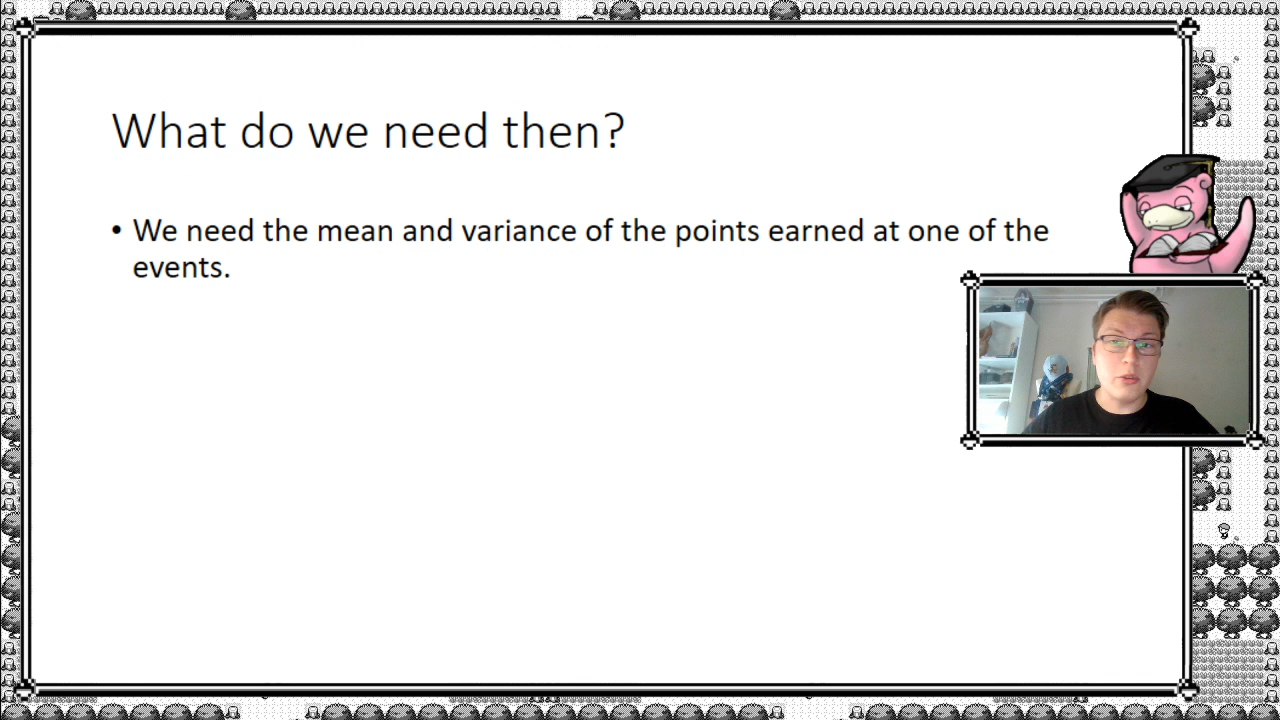 What do we need then?
• We need the mean and variance of the points earned at one of the
events.